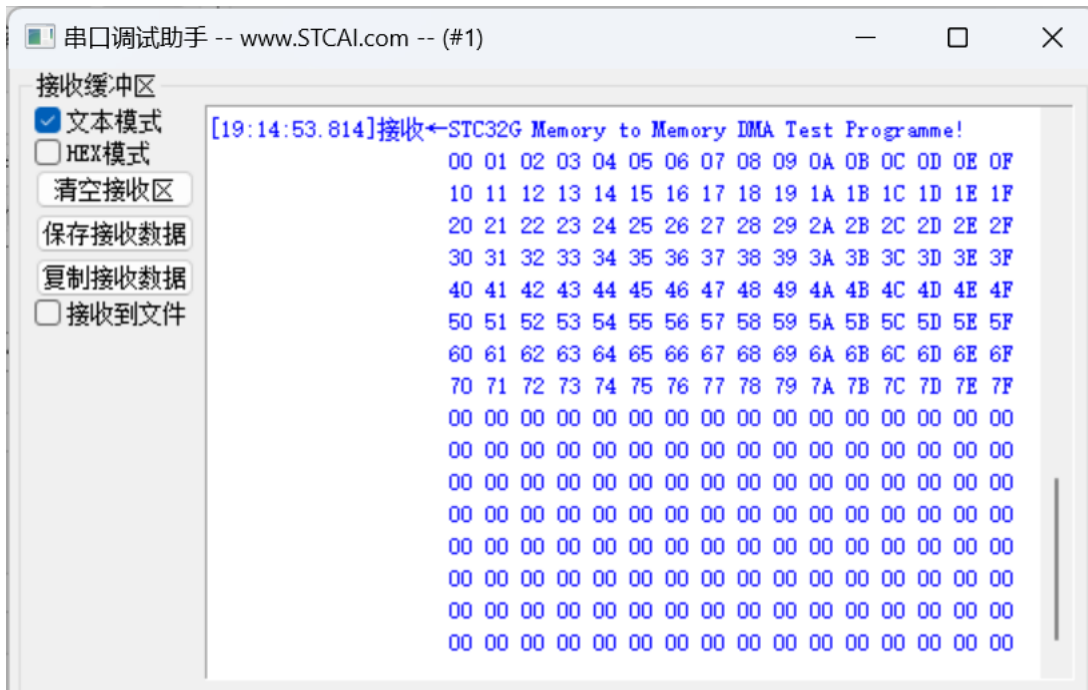 串口调试助手 -- www.STCAI.com -- (#1)
接收缓冲区
文本模式
HEX模式
清空接收区
保存接收数据
复制接收数据
接收到文件
[19:14:53.814]接收←STC32G Memory to Memory DMA Test Programme!
00 01 02 03 04 05 06 07 08 09 0A 0B 0C 0D 0E 0F
10 11 12 13 14 15 16 17 18 19 1A 1B 1C 1D 1E 1F
20 21 22 23 24 25 26 27 28 29 2A 2B 2C 2D 2E 2F
30 31 32 33 34 35 36 37 38 39 3A 3B 3C 3D 3E 3F
40 41 42 43 44 45 46 47 48 49 4A 4B 4C 4D 4E 4F
50 51 52 53 54 55 56 57 58 59 5A 5B 5C 5D 5E 5F
60 61 62 63 64 65 66 67 68 69 6A 6B 6C 6D 6E 6F
70 71 72 73 74 75 76 77 78 79 7A 7B 7C 7D 7E 7F
00 00 00 00 00 00 00 00 00 00 00 00 00 00 00 00
00 00 00 00 00 00 00 00 00 00 00 00 00 00 00 00
00 00 00 00 00 00 00 00 00 00 00 00 00 00 00 00
00 00 00 00 00 00 00 00 00 00 00 00 00 00 00 00
00 00 00 00 00 00 00 00 00 00 00 00 00 00 00 00
00 00 00 00 00 00 00 00 00 00 00 00 00 00 00 00
00 00 00 00 00 00 00 00 00 00 00 00 00 00 00 00
00 00 00 00 00 00 00 00 00 00 00 00 00 00 00 00